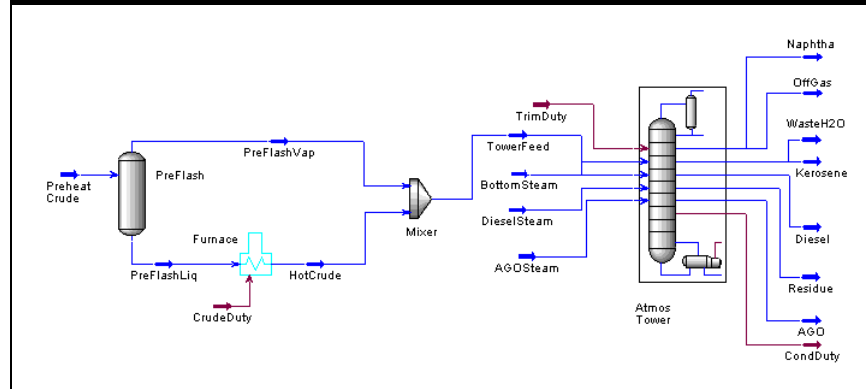 Naphtha
OffGas
TrimDuty
WasteH2O
PreFlashVap
TowerFeed
Kerosene
PreFlash
Preheat
Crude
BottomSteam
Mixer
DieselSteam
Diesel
Furnace
AGOSteam
PreFlashLiq
HotCrude
Residue
Atmos
Tower
CrudeDuty
AGO
CondDuty